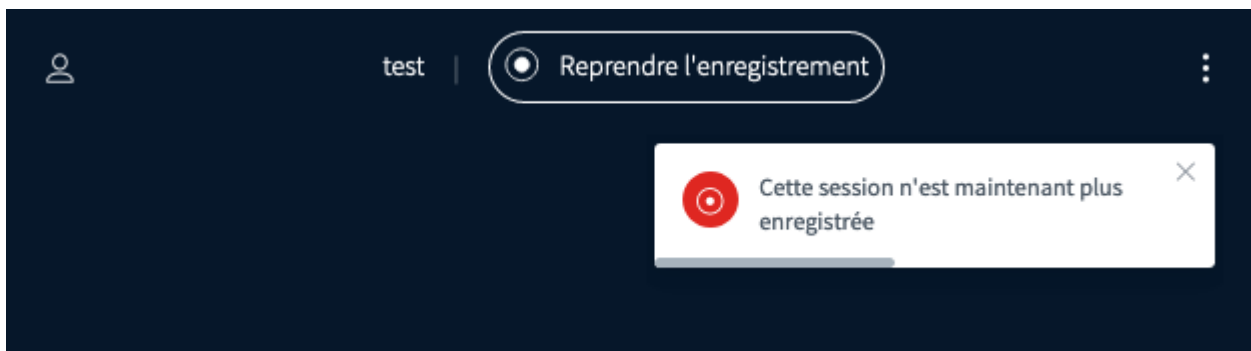 test | Reprendre l'enregistrement
Cette session n'est maintenant plus
enregistrée